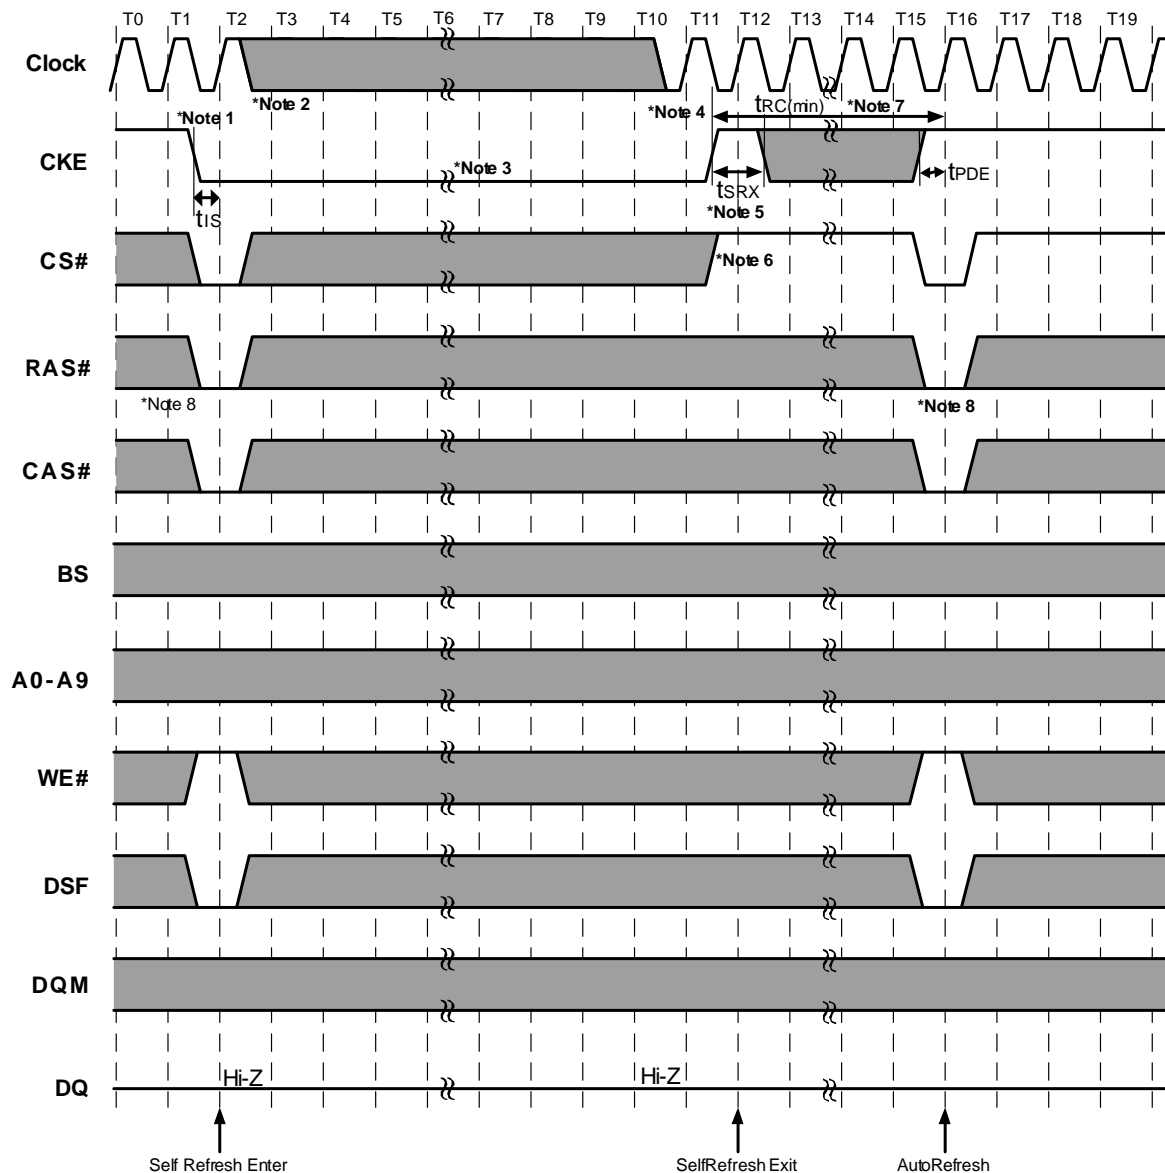 T0 T1 T2 T3 T4 T5 T6 T7 T8 T9 T10 T11 T12 T13 T14 T15 T16 T17 T18 T19
Clock
*Note 2
*Note 4
tRC(min)
*Note 7
*Note 1
CKE
*Note 3
tSRX
tPDE
tIS
*Note 5
CS#
*Note 6
RAS#
*Note 8
*Note 8
CAS#
BS
A0-A9
WE#
DSF
DQM
DQ
Hi-Z
Hi-Z
Self Refresh Enter
SelfRefresh Exit
AutoRefresh